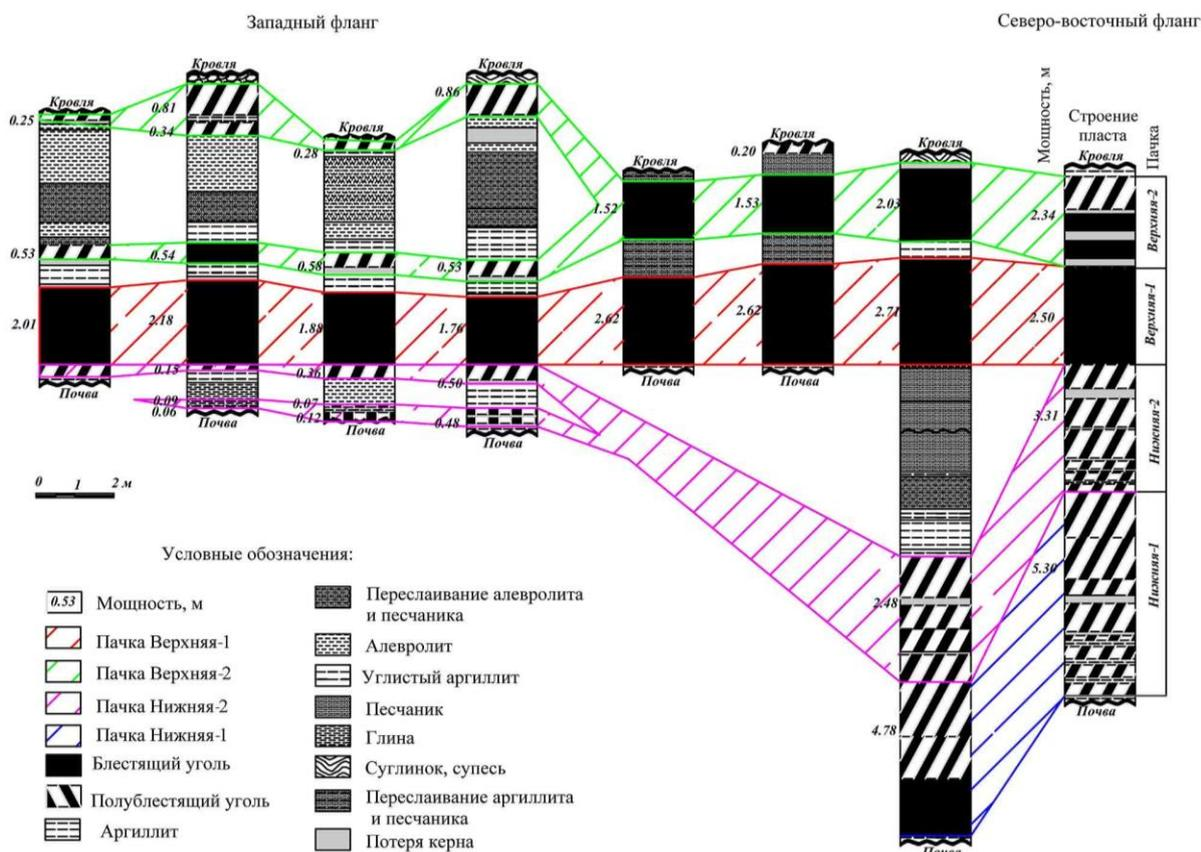 Западный фланг
Северо-восточный фланг
Кровля
Кровля
Кровля
Кровля
Кровля
Кровля
Кровля
Мощность, м
Строение
пласта
Кровля
Пачка
0.25
0.81
0.34
0.28
0.86
0.20
1.52
1.53
2.03
2.34
Верхняя-2
0.53
0.54
0.58
0.53
2.01
2.18
1.88
1.76
2.62
2.62
2.71
2.50
Верхняя-1
Почва
0.13
0.36
0.50
Почва
Почва
0.09
0.06
0.07
0.12
0.48
Почва
Почва
Почва
3.31
Нижняя-2
0 1 2 м
2.48
5.30
Нижняя-1
4.78
Почва
Почва
Условные обозначения:
0.53 Мощность, м
Пачка Верхняя-1
Пачка Верхняя-2
Пачка Нижняя-2
Пачка Нижняя-1
Блестящий уголь
Полублестящий уголь
Аргиллит
Переслаивание алевролита
и песчаника
Алевролит
Углистый аргиллит
Песчаник
Глина
Суглинок, супесь
Переслаивание аргиллита
и песчаника
Потеря керна